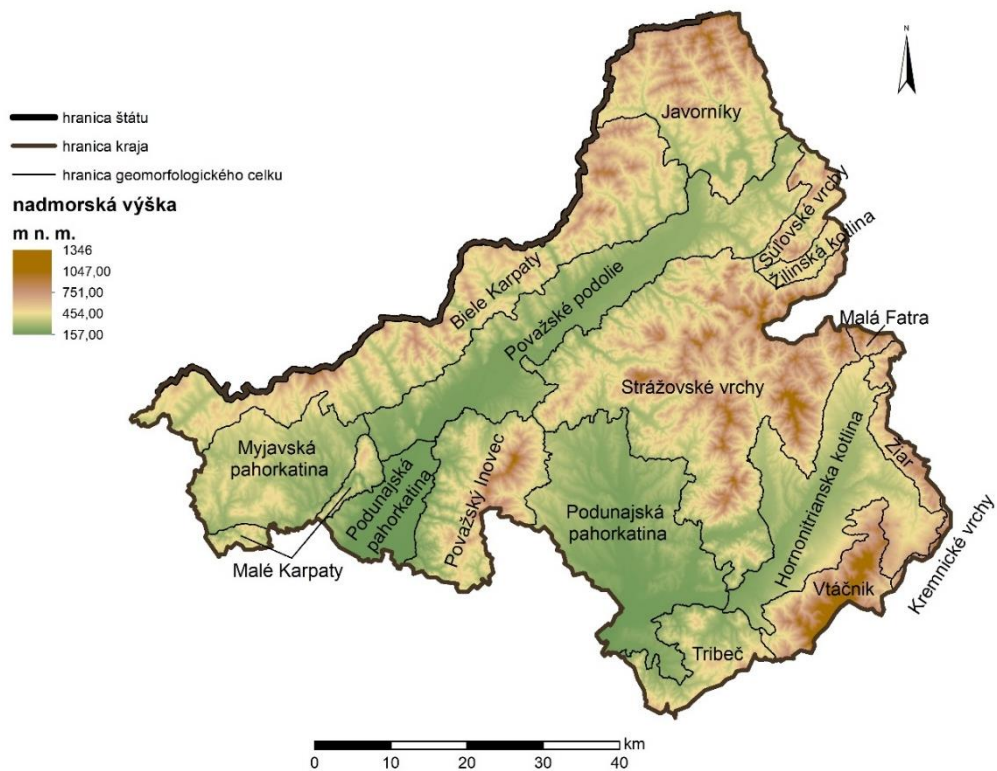 N
hranica štátu
hranica kraja
hranica geomorfologického celku
nadmorská výška
m n. m.
1346
1047,00
751,00
454,00
157,00
Javorníky
Súľovské vrchy
Žilinská kotlina
Biele Karpaty
Považské podolie
Malá Fatra
Strážovské vrchy
Žiar
Myjavská
pahorkatina
Podunajská
pahorkatina
Považský Inovec
Podunajská
pahorkatina
Hornonitrianska kotlina
Malé Karpaty
Vtáčnik
Kremnické vrchy
Tribeč
km
0 10 20 30 40